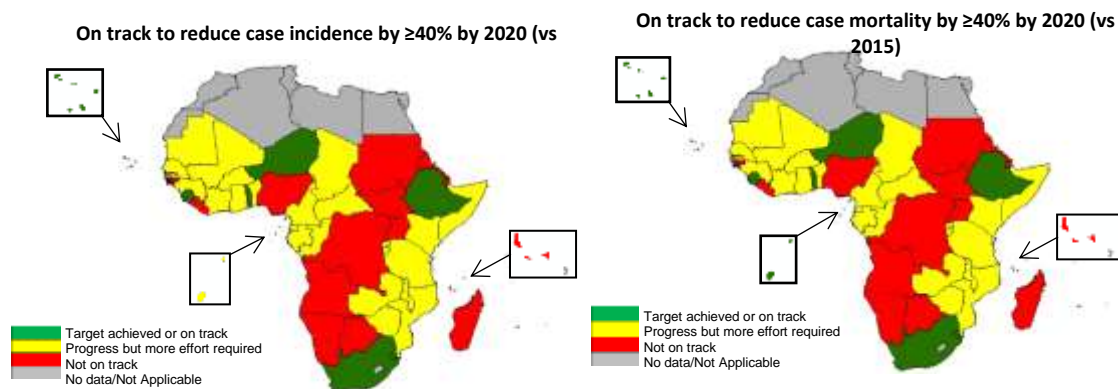 On track to reduce case incidence by ≥40% by 2020 (vs
Target achieved or on track
Progress but more effort required
Not on track
No data/Not Applicable
On track to reduce case mortality by ≥40% by 2020 (vs
2015)
Target achieved or on track
Progress but more effort required
Not on track
No data/Not Applicable